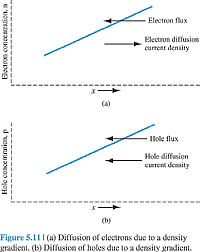 Electron concentration, n
Electron flux
Electron diffusion
current density
x
(a)
Hole concentration, p
Hole flux
Hole diffusion
current density
x
(b)
Figure 5.11 | (a) Diffusion of electrons due to a density
gradient. (b) Diffusion of holes due to a density gradient.